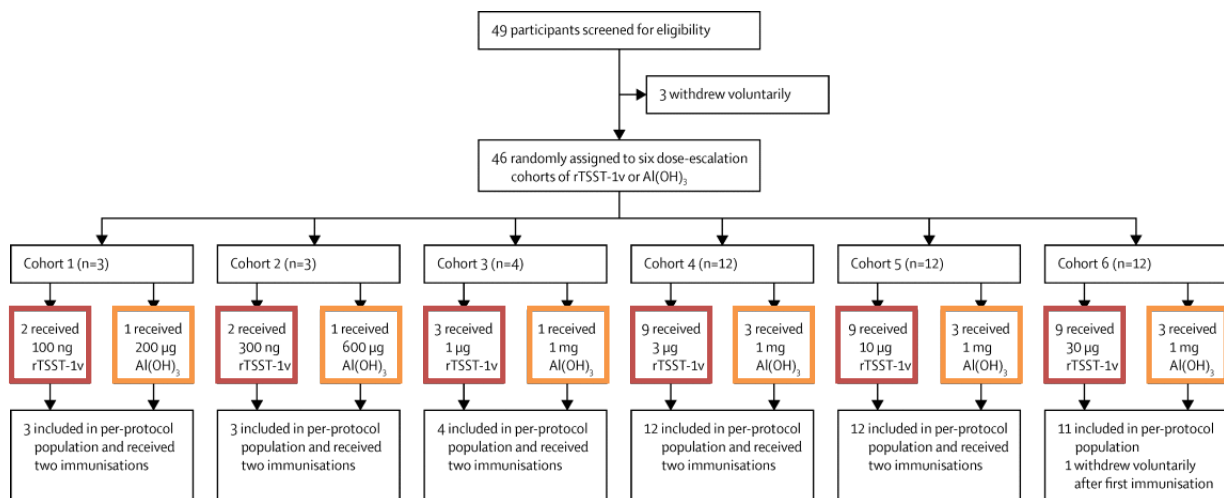 49 participants screened for eligibility
3 withdrew voluntarily
46 randomly assigned to six dose-escalation
cohorts of rTSST-1v or Al(OH)₃
Cohort 1 (n=3)
Cohort 2 (n=3)
Cohort 3 (n=4)
Cohort 4 (n=12)
Cohort 5 (n=12)
Cohort 6 (n=12)
2 received
100 ng
rTSST-1v
1 received
200 µg
Al(OH)₃
2 received
300 ng
rTSST-1v
1 received
600 µg
Al(OH)₃
3 received
1 µg
rTSST-1v
1 received
1 mg
Al(OH)₃
9 received
3 µg
rTSST-1v
3 received
1 mg
Al(OH)₃
9 received
10 µg
rTSST-1v
3 received
1 mg
Al(OH)₃
9 received
30 µg
rTSST-1v
3 received
1 mg
Al(OH)₃
3 included in per-protocol
population and received
two immunisations
3 included in per-protocol
population and received
two immunisations
4 included in per-protocol
population and received
two immunisations
12 included in per-protocol
population and received
two immunisations
12 included in per-protocol
population and received
two immunisations
11 included in per-protocol
population
1 withdrew voluntarily
after first immunisation